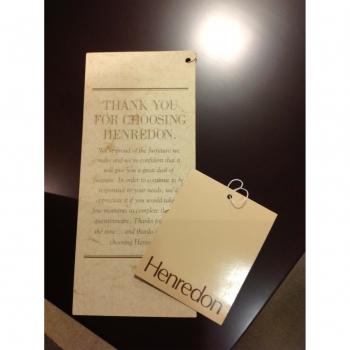 THANK YOU
FOR CHOOSING
HENREDON.
We're proud of the furniture we
make and we're confident that it
will give you a great deal of
pleasure. In order to continue to be
responsive to your needs, we'd
appreciate it if you would take
few moments to complete the
questionnaire. Thanks for
the time... and thanks
choosing Henre
Henredon